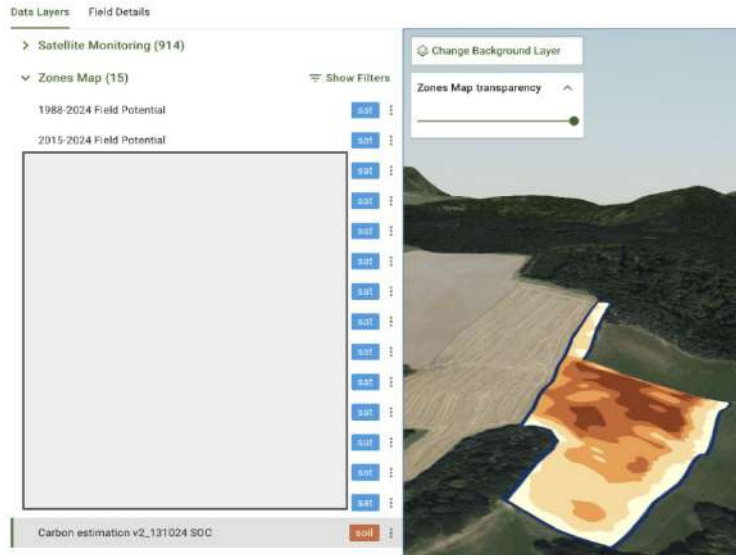 Data Layers Field Details
Satellite Monitoring (914)
Zones Map (15) Show Filters
1988-2024 Field Potential sat
2015-2024 Field Potential sat
sat
sat
sat
sat
sat
sat
sat
sat
sat
sat
sat
sat
Carbon estimation v2_131024 SOC soil
Change Background Layer
Zones Map transparency